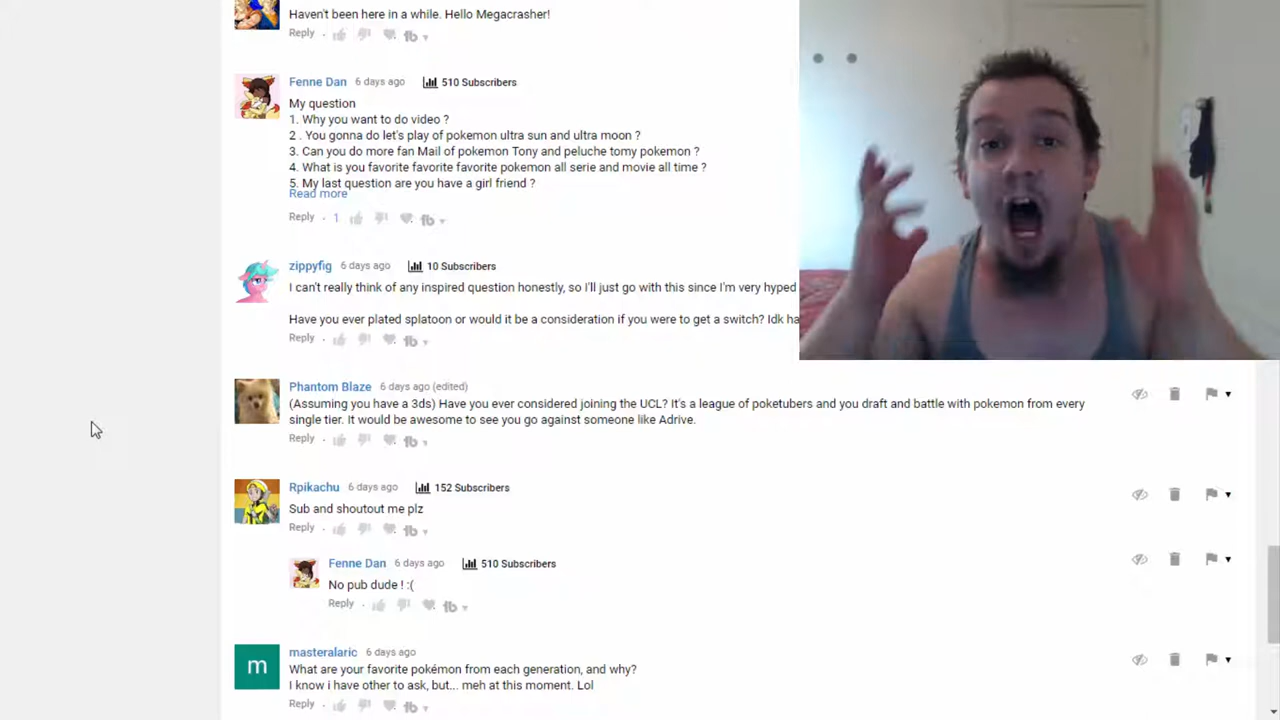 Haven't been here in a while. Hello Megacrasher!
Reply
Fenne Dan 6 days ago 510 Subscribers
My question
1. Why you want to do video ?
2 . You gonna do let's play of pokemon ultra sun and ultra moon ?
3. Can you do more fan Mail of pokemon Tony and peluche tomy pokemon ?
4. What is you favorite favorite favorite pokemon all serie and movie all time ?
5. My last question are you have a girl friend ?
Read more
Reply · 1 tb
zippyfig 6 days ago 10 Subscribers
I can't really think of any inspired question honestly, so I'll just go with this since I'm very hyped
Have you ever plated splatoon or would it be a consideration if you were to get a switch? Idk ha
Reply · tb
Phantom Blaze 6 days ago (edited)
(Assuming you have a 3ds) Have you ever considered joining the UCL? It's a league of poketubers and you draft and battle with pokemon from every
single tier. It would be awesome to see you go against someone like Adrive.
Reply · tb
Rpikachu 6 days ago 152 Subscribers
Sub and shoutout me plz
Reply · tb
Fenne Dan 6 days ago 510 Subscribers
No pub dude ! :(
Reply · tb
m
masteralaric 6 days ago
What are your favorite pokémon from each generation, and why?
I know i have other to ask, but... meh at this moment. Lol
Reply · tb